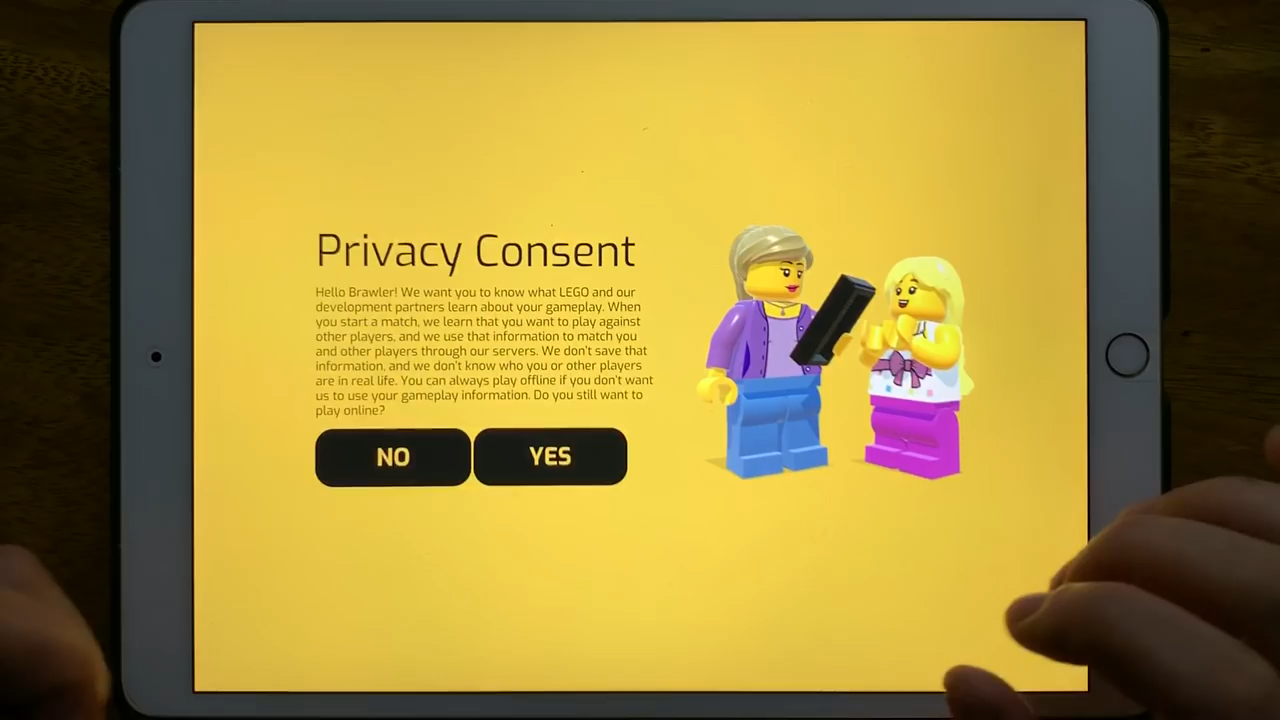 Privacy Consent
Hello Brawler! We want you to know what LEGO and our
development partners learn about your gameplay. When
you start a match, we learn that you want to play against
other players, and we use that information to match you
and other players through our servers. We don't save that
information, and we don't know who you or other players
are in real life. You can always play offline if you don't want
us to use your gameplay information. Do you still want to
play online?
NO YES